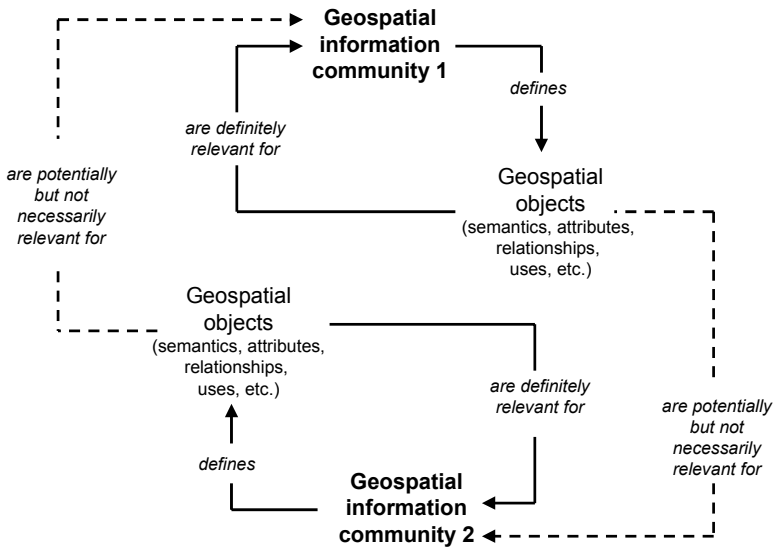 Geospatial
information
community 1
defines
are definitely
relevant for
are potentially
but not
necessarily
relevant for
Geospatial
objects
(semantics, attributes,
relationships,
uses, etc.)
Geospatial
objects
(semantics, attributes,
relationships,
uses, etc.)
are definitely
relevant for
are potentially
but not
necessarily
relevant for
defines
Geospatial
information
community 2